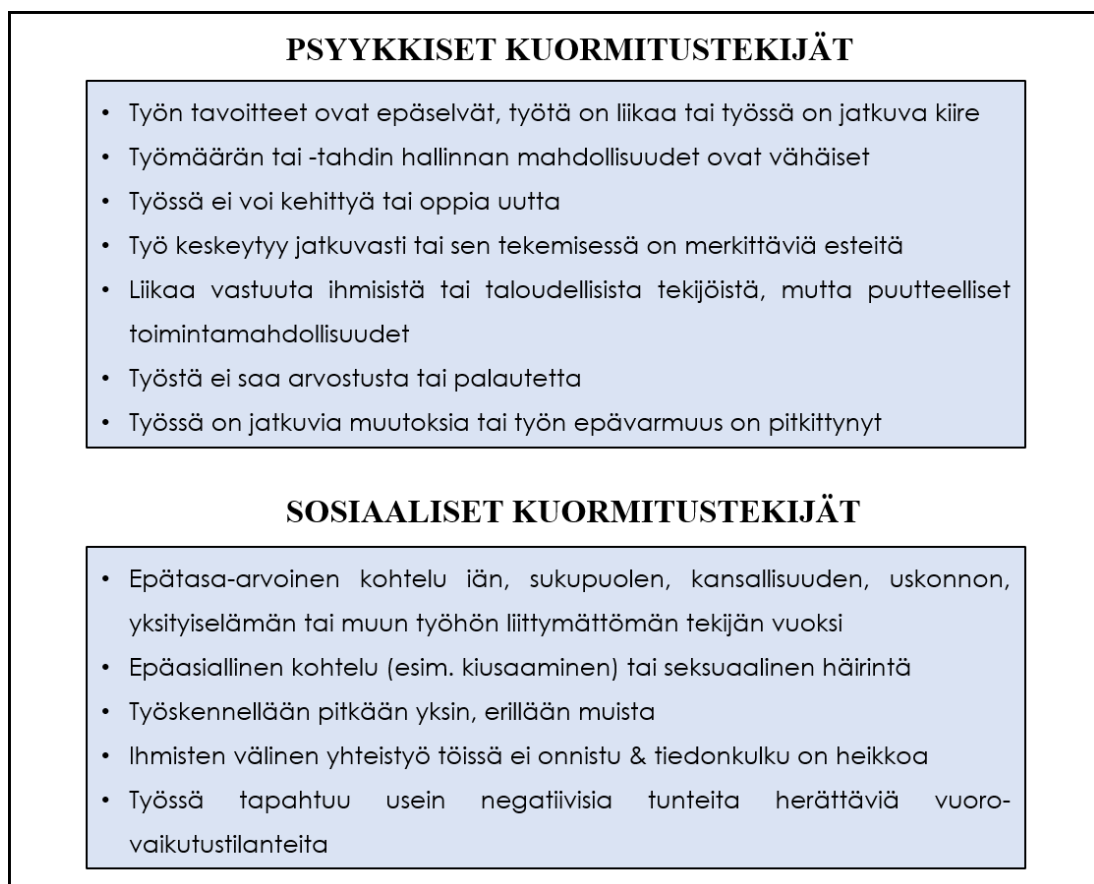 PSYYKKISET KUORMITUSTEKIJÄT
• Työn tavoitteet ovat epäselvät, työtä on liikaa tai työssä on jatkuva kiire
• Työmäärän tai -tahdin hallinnan mahdollisuudet ovat vähäiset
• Työssä ei voi kehittyä tai oppia uutta
• Työ keskeytyy jatkuvasti tai sen tekemisessä on merkittäviä esteitä
• Liikaa vastuuta ihmisistä tai taloudellisista tekijöistä, mutta puutteelliset
toimintamahdollisuudet
• Työstä ei saa arvostusta tai palautetta
• Työssä on jatkuvia muutoksia tai työn epävarmuus on pitkittynyt
SOSIAALISET KUORMITUSTEKIJÄT
• Epätasa-arvoinen kohtelu iän, sukupuolen, kansallisuuden, uskonnon,
yksityiselämän tai muun työhön liittymättömän tekijän vuoksi
• Epäasiallinen kohtelu (esim. kiusaaminen) tai seksuaalinen häirintä
• Työskennellään pitkään yksin, erillään muista
• Ihmisten välinen yhteistyö töissä ei onnistu & tiedonkulku on heikkoa
• Työssä tapahtuu usein negatiivisia tunteita herättäviä vuoro-
vaikutustilanteita